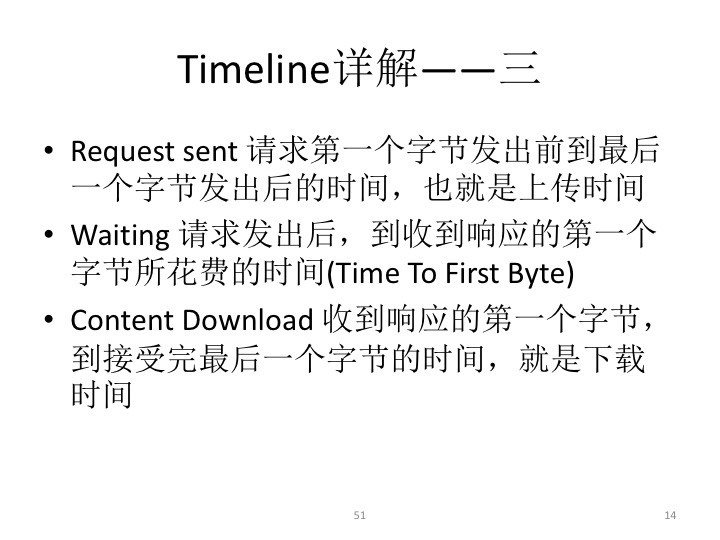 Timeline详解——三
• Request sent 请求第一个字节发出前到最后
一个字节发出后的时间，也就是上传时间
• Waiting 请求发出后，到收到响应的第一个
字节所花费的时间(Time To First Byte)
• Content Download 收到响应的第一个字节，
到接受完最后一个字节的时间，就是下载
时间
51
14